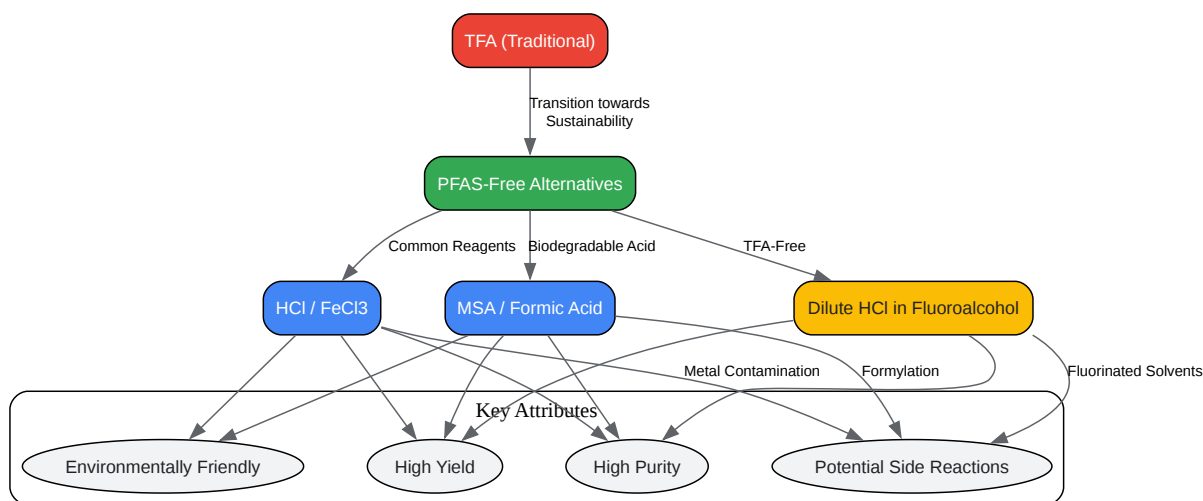 TFA (Traditional)
Transition towards
Sustainability
PFAS-Free Alternatives
Common Reagents
Biodegradable Acid
TFA-Free
HCl / FeCl3
MSA / Formic Acid
Dilute HCl in Fluoroalcohol
Metal Contamination
Formylation
Fluorinated Solvents
Key Attributes
Environmentally Friendly
High Yield
High Purity
Potential Side Reactions